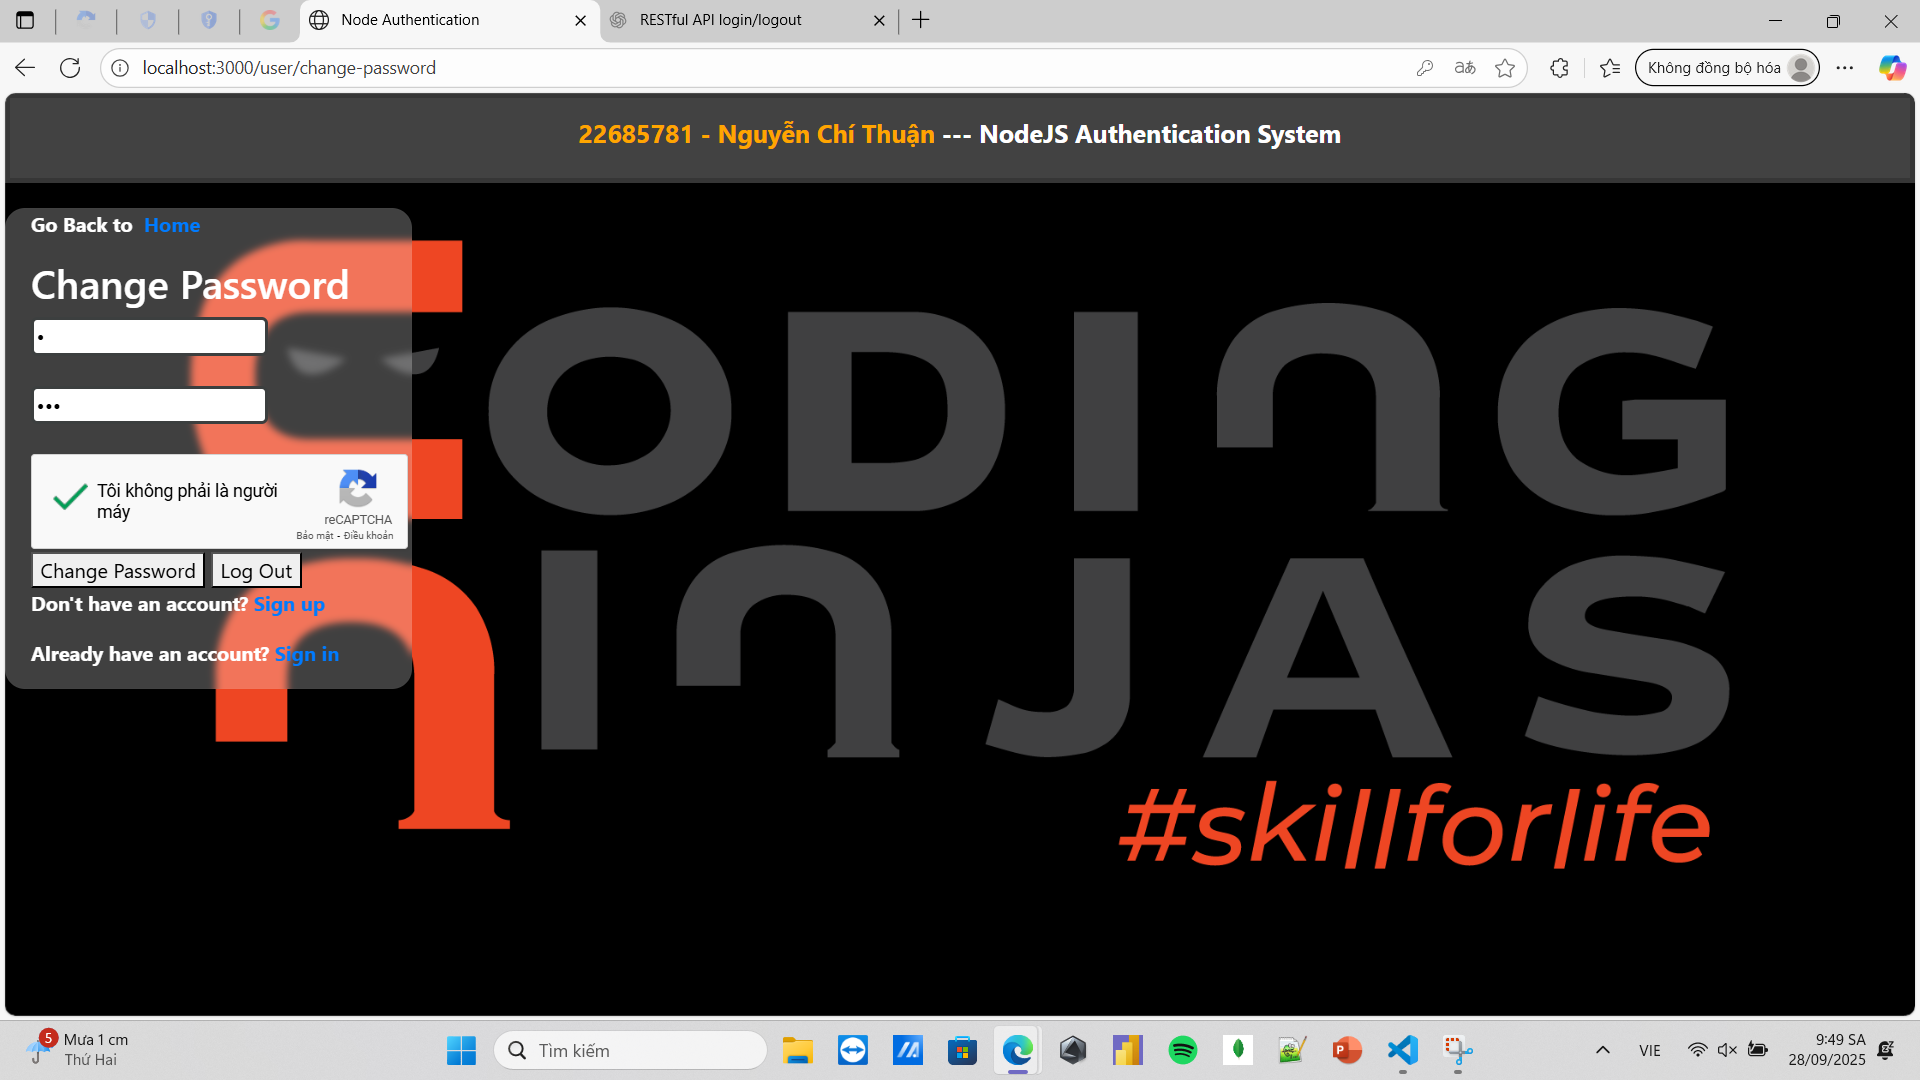 Node Authentication
RESTful API login/logout
localhost:3000/user/change-password
Không đồng bộ hóa
22685781 - Nguyễn Chí Thuận --- NodeJS Authentication System
Go Back to Home
Change Password
Tôi không phải là người
máy
reCAPTCHA
Bảo mật - Điều khoản
Change Password
Log Out
Don't have an account? Sign up
Already have an account? Sign in
CODING
NINJAS
#skillforlife
5
Mưa 1 cm
Thứ Hai
Tìm kiếm
VIE
9:49 SA
28/09/2025